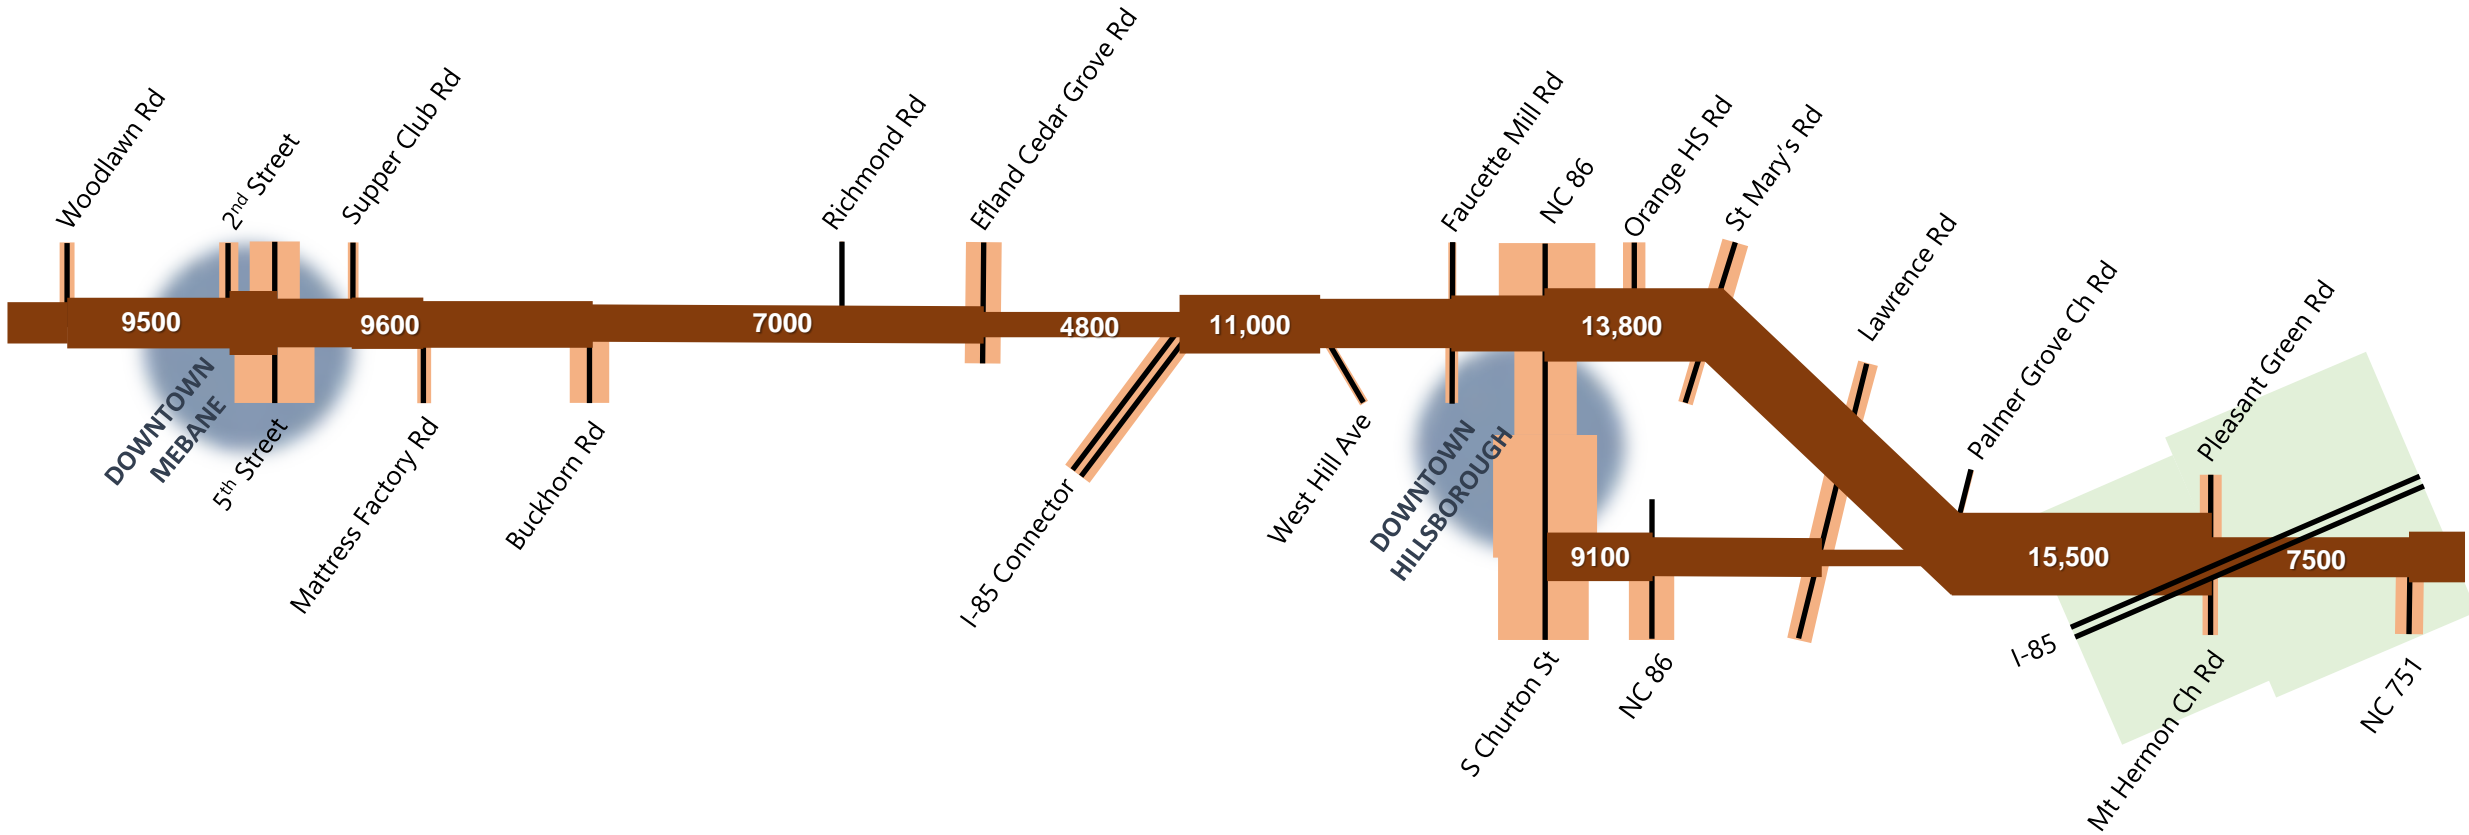 Woodlawn Rd
2nd Street
Supper Club Rd
Richmond Rd
Efland Cedar Grove Rd
Faucette Mill Rd
NC 86
Orange HS Rd
St Mary's Rd
Lawrence Rd
Palmer Grove Ch Rd
Pleasant Green Rd
9500
9600
7000
4800
11,000
13,800
9100
15,500
7500
DOWNTOWN
MEBANE
5th Street
Mattress Factory Rd
Buckhorn Rd
I-85 Connector
West Hill Ave
DOWNTOWN
HILLSBOROUGH
S Churton St
NC 86
I-85
Mt Hermon Ch Rd
NC 751